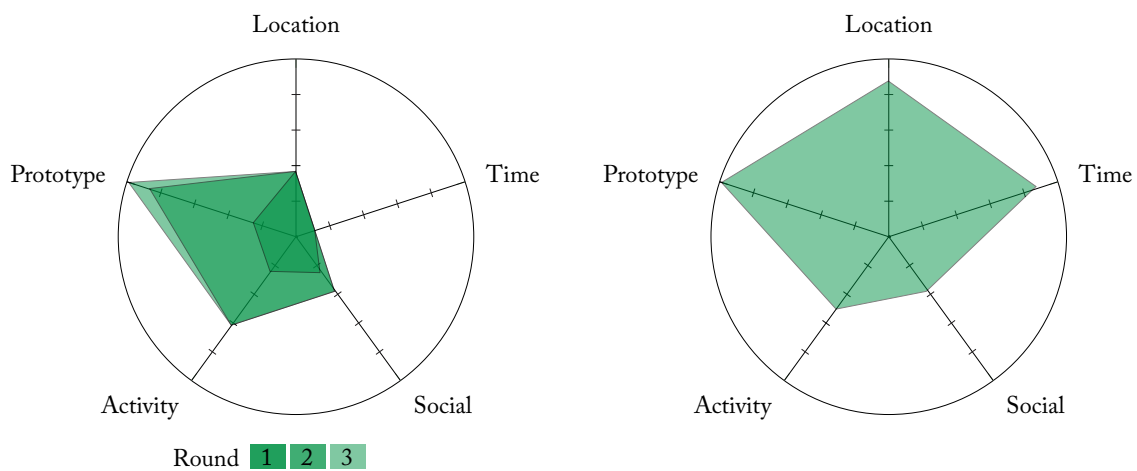 Location
Time
Prototype
Activity
Social
Round 1 2 3
Location
Time
Prototype
Activity
Social